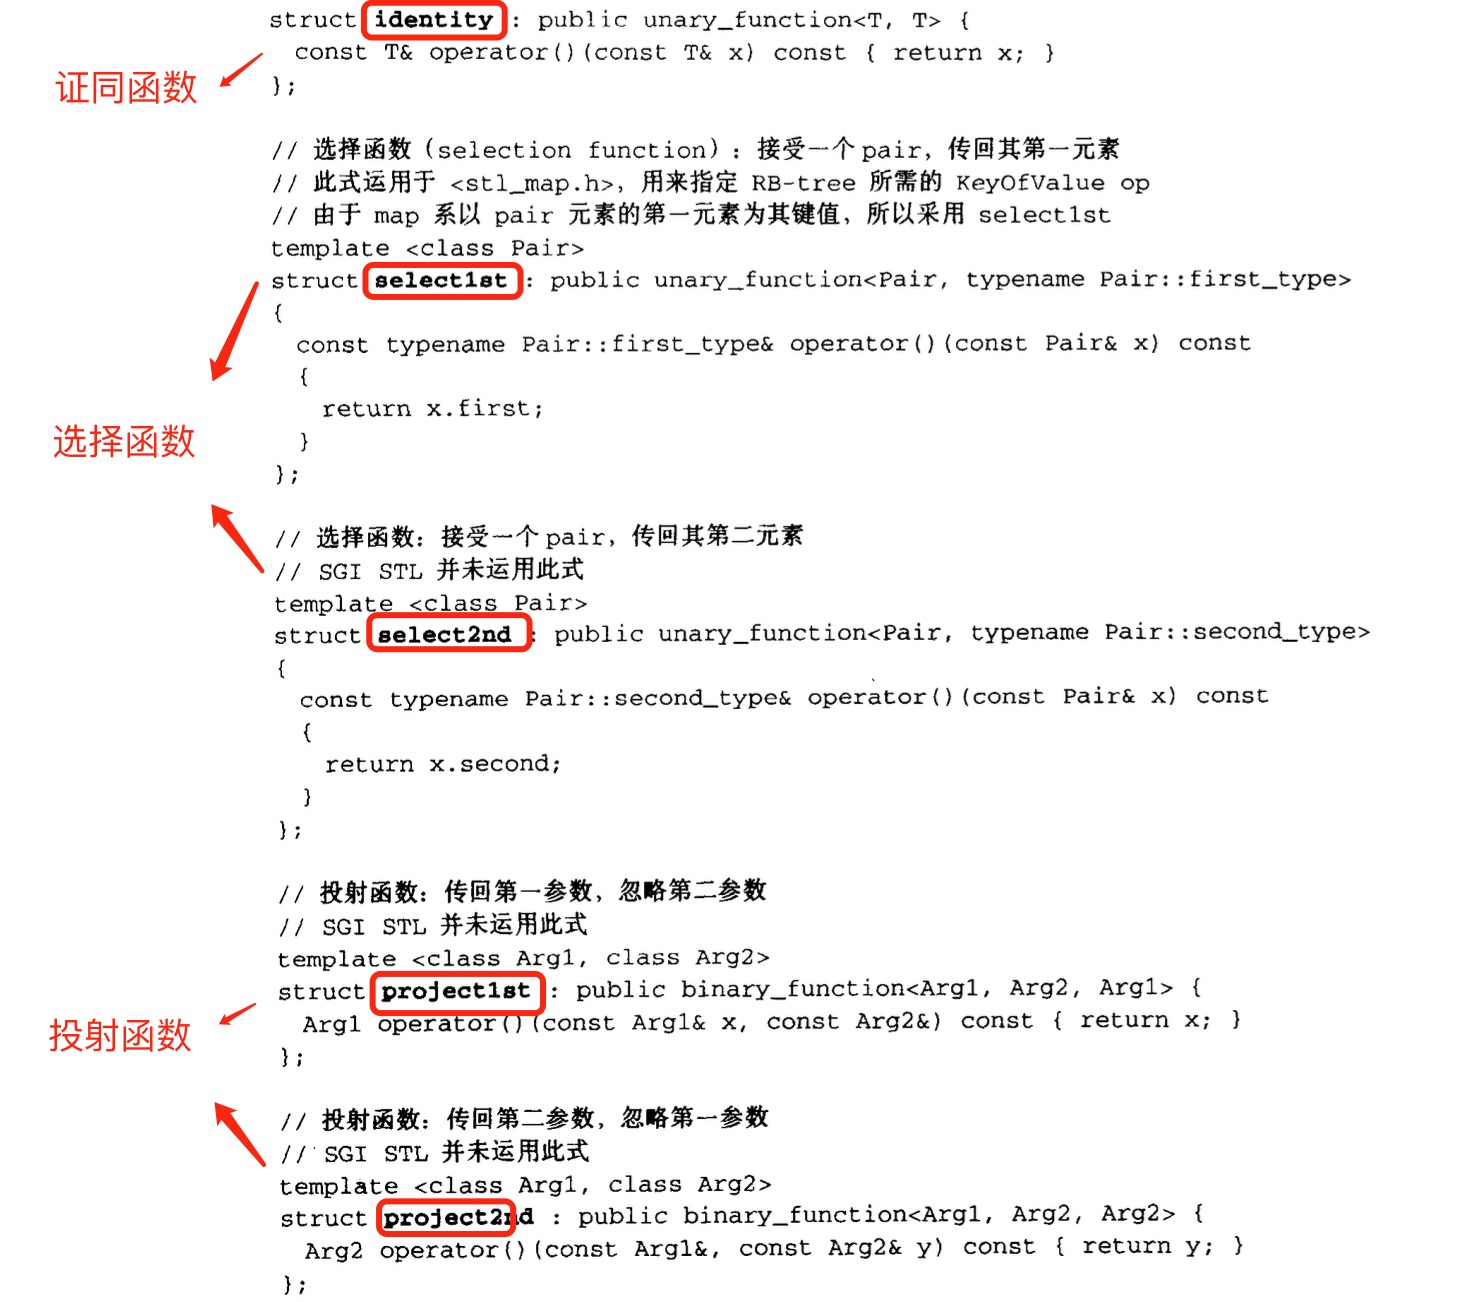 struct identity : public unary_function<T, T> {
const T& operator()(const T& x) const { return x; }
};
证同函数
// 选择函数（selection function）: 接受一个 pair，传回其第一元素
// 此式运用于 <stl_map.h>，用来指定 RB-tree 所需的 KeyOfValue op
// 由于 map 系以 pair 元素的第一元素为其键值，所以采用 select1st
template <class Pair>
struct select1st : public unary_function<Pair, typename Pair::first_type>
{
const typename Pair::first_type& operator()(const Pair& x) const
{
return x.first;
}
};
选择函数
// 选择函数：接受一个 pair，传回其第二元素
// SGI STL 并未运用此式
template <class Pair>
struct select2nd : public unary_function<Pair, typename Pair::second_type>
{
const typename Pair::second_type& operator()(const Pair& x) const
{
return x.second;
}
};
// 投射函数：传回第一参数，忽略第二参数
// SGI STL 并未运用此式
template <class Arg1, class Arg2>
struct project1st : public binary_function<Arg1, Arg2, Arg1> {
Arg1 operator()(const Arg1& x, const Arg2&) const { return x; }
};
投射函数
// 投射函数：传回第二参数，忽略第一参数
// SGI STL 并未运用此式
template <class Arg1, class Arg2>
struct project2nd : public binary_function<Arg1, Arg2, Arg2> {
Arg2 operator()(const Arg1&, const Arg2& y) const { return y; }
};